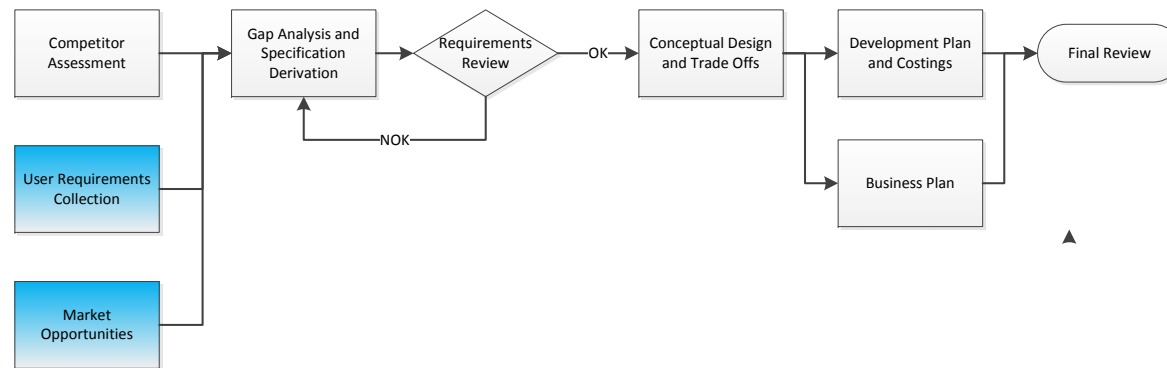 Competitor
Assessment
Gap Analysis and
Specification
Derivation
Requirements
Review
OK
Conceptual Design
and Trade Offs
Development Plan
and Costings
Final Review
NOK
User Requirements
Collection
Business Plan
Market
Opportunities